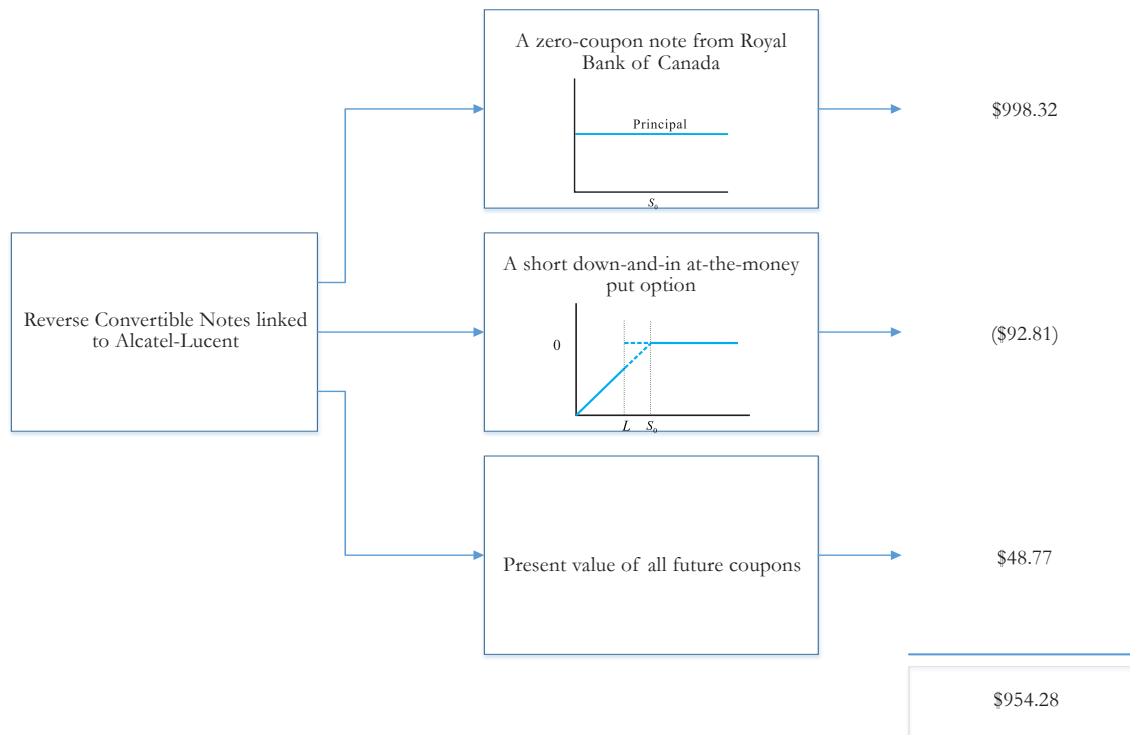 A zero-coupon note from Royal
Bank of Canada
Principal
S₀
$998.32
Reverse Convertible Notes linked
to Alcatel-Lucent
A short down-and-in at-the-money
put option
0
L S₀
($92.81)
Present value of all future coupons
$48.77
$954.28